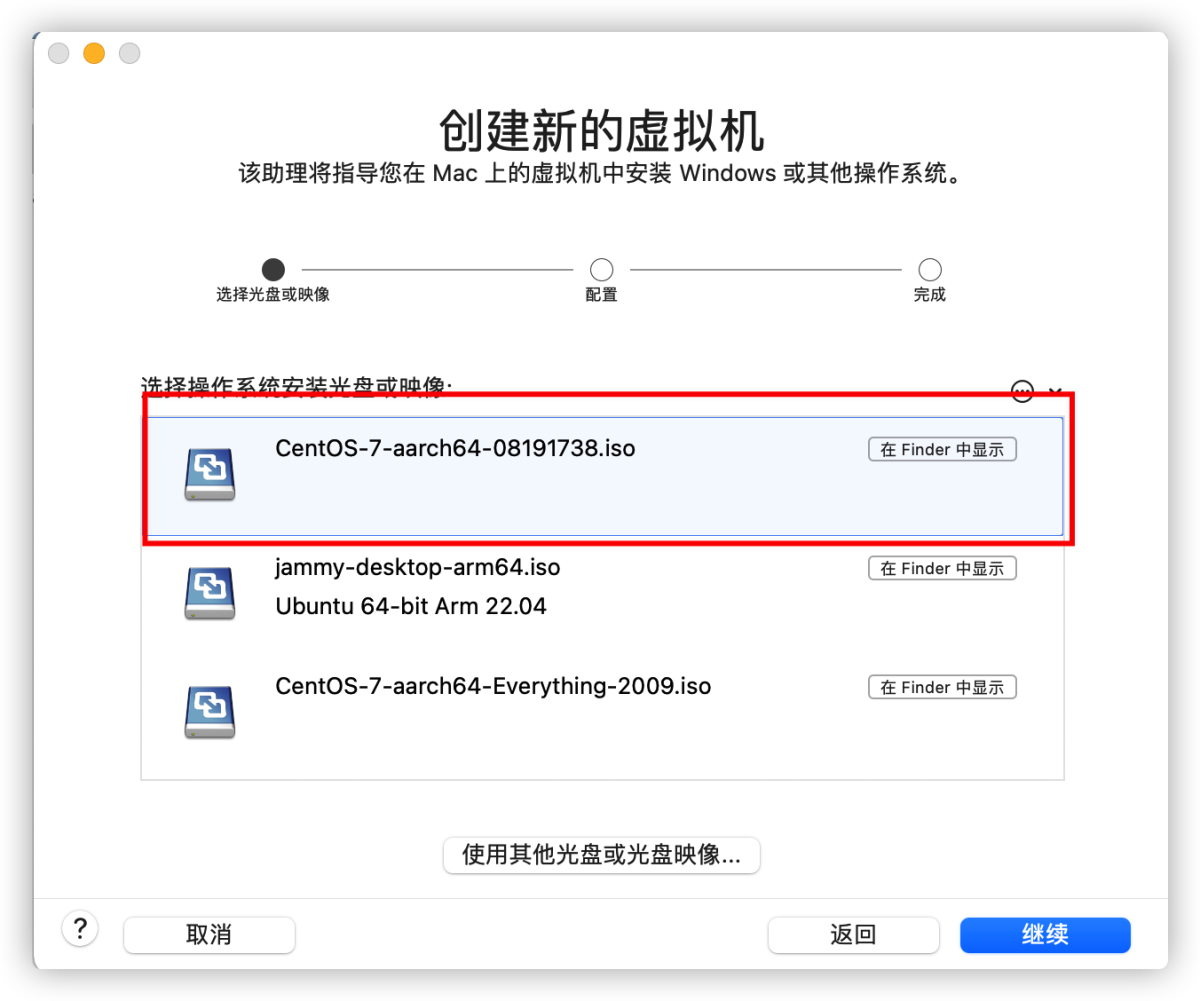 创建新的虚拟机
该助理将指导您在 Mac 上的虚拟机中安装 Windows 或其他操作系统。
选择光盘或映像
配置
完成
选择操作系统安装光盘或映像:
CentOS-7-aarch64-08191738.iso
在 Finder 中显示
jammy-desktop-arm64.iso
在 Finder 中显示
Ubuntu 64-bit Arm 22.04
CentOS-7-aarch64-Everything-2009.iso
在 Finder 中显示
使用其他光盘或光盘映像...
?
取消
返回
继续